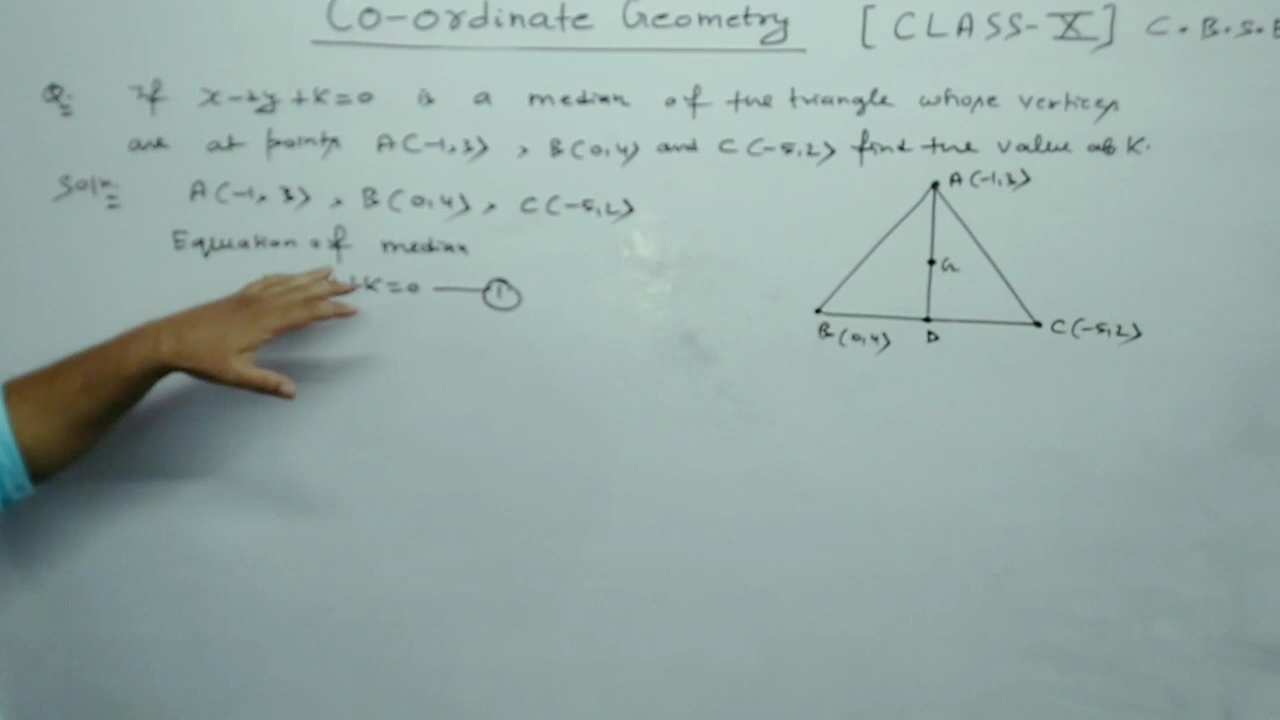 Co-ordinate Geometry [CLASS-X] C.B.S.E
Q: If x-2y+K=0 is a median of the triangle whose vertices
are at points A(-1,3), B(0,4) and C(-5,2) find the value of K.
Soln: A(-1,3), B(0,4), C(-5,2)
Equation of median
+K=0 — 1
A(-1,3)
G
B(0,4)
D
C(-5,2)